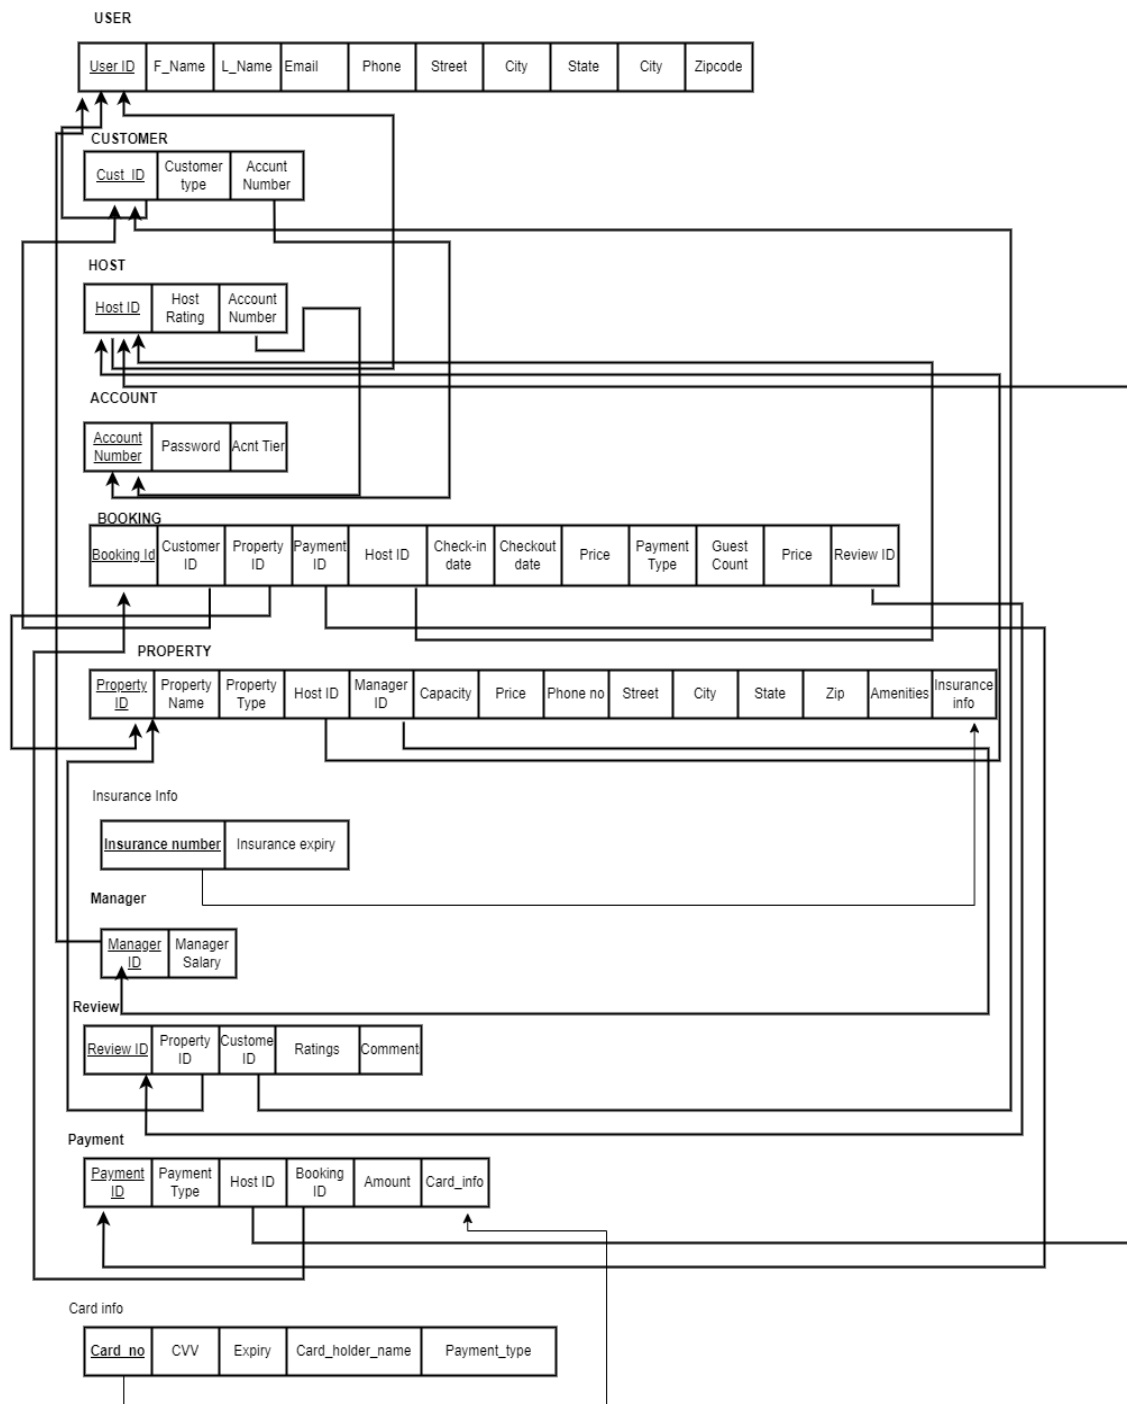 USER
User ID F_Name L_Name Email Phone Street City State City Zipcode
CUSTOMER
Cust_ID Customer type Accunt Number
HOST
Host ID Host Rating Account Number
ACCOUNT
Account Number Password Acnt Tier
BOOKING
Booking Id Customer ID Property ID Payment ID Host ID Check-in date Checkout date Price Payment Type Guest Count Price Review ID
PROPERTY
Property ID Property Name Property Type Host ID Manager ID Capacity Price Phone no Street City State Zip Amenities Insurance info
Insurance Info
Insurance number Insurance expiry
Manager
Manager ID Manager Salary
Review
Review ID Property ID Custome ID Ratings Comment
Payment
Payment ID Payment Type Host ID Booking ID Amount Card_info
Card info
Card_no CVV Expiry Card_holder_name Payment_type